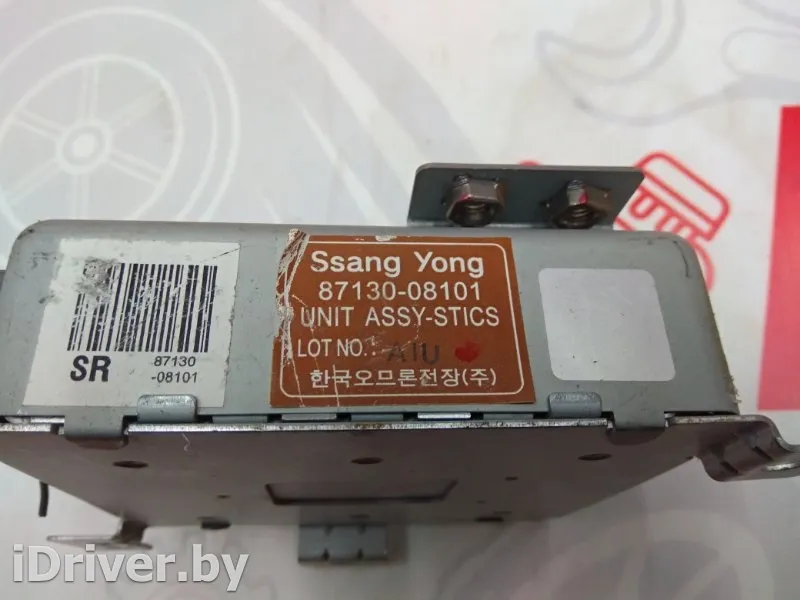 SR
87130
-08101
Ssang Yong
87130-08101
UNIT ASSY-STICS
LOT NO.: A1U
한국오므론전장(주)
iDriver.by